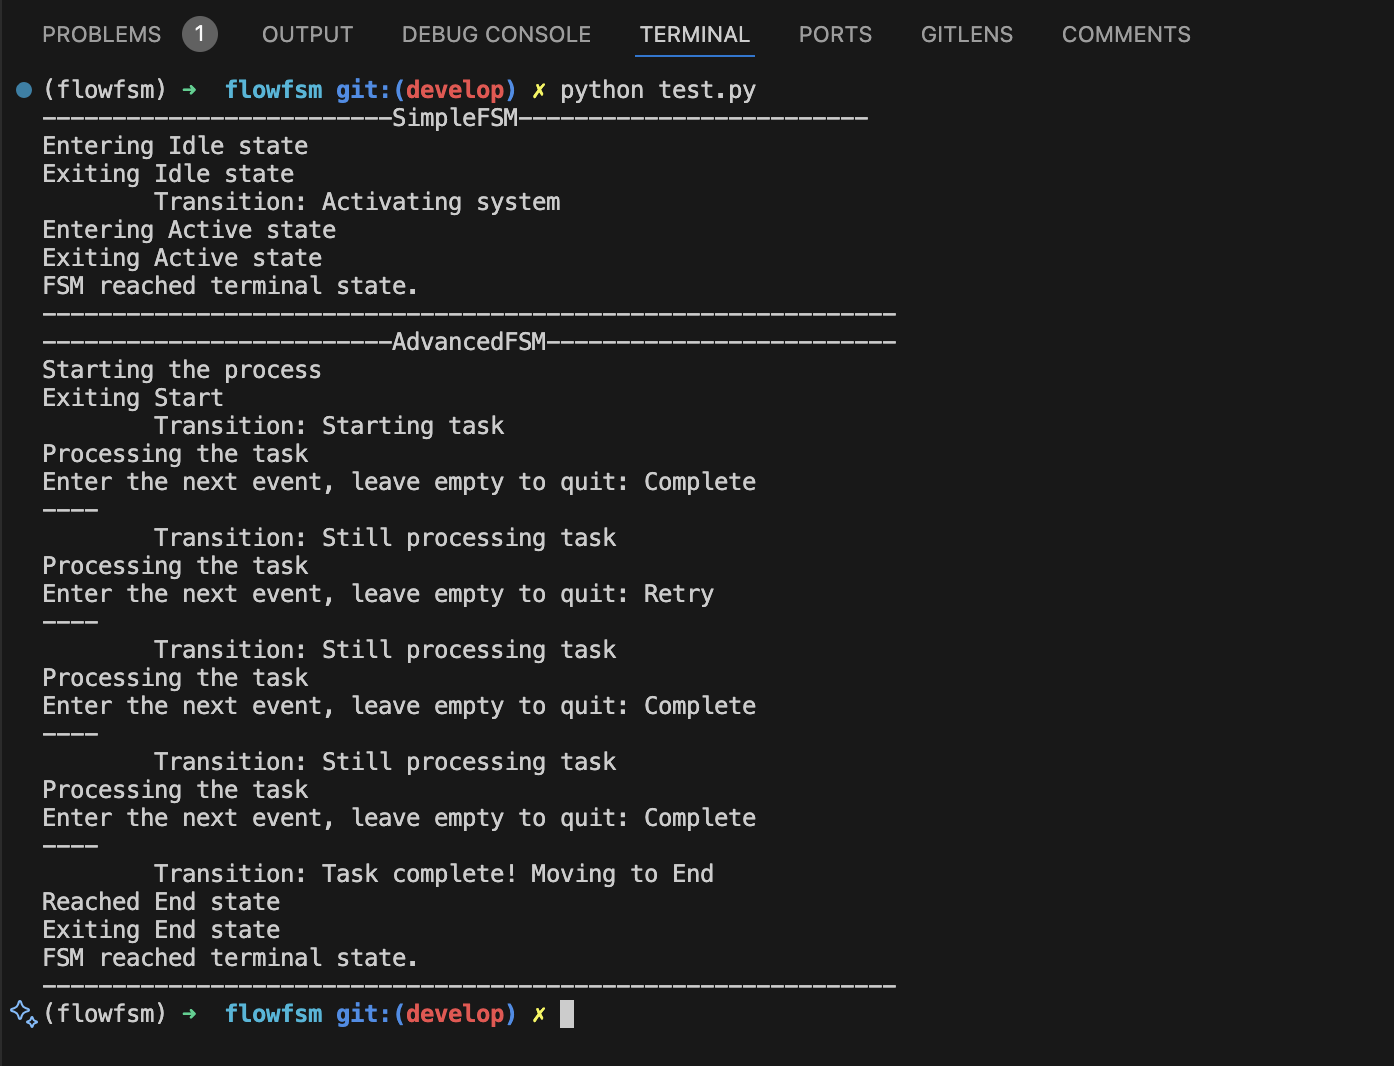 PROBLEMS 1 OUTPUT DEBUG CONSOLE TERMINAL PORTS GITLENS COMMENTS
(flowfsm) ➜  flowfsm git:(develop) ✗ python test.py
-------------------------SimpleFSM-------------------------
Entering Idle state
Exiting Idle state
        Transition: Activating system
Entering Active state
Exiting Active state
FSM reached terminal state.
-------------------------------------------------------------
-------------------------AdvancedFSM-------------------------
Starting the process
Exiting Start
        Transition: Starting task
Processing the task
Enter the next event, leave empty to quit: Complete
----
        Transition: Still processing task
Processing the task
Enter the next event, leave empty to quit: Retry
----
        Transition: Still processing task
Processing the task
Enter the next event, leave empty to quit: Complete
----
        Transition: Still processing task
Processing the task
Enter the next event, leave empty to quit: Complete
----
        Transition: Task complete! Moving to End
Reached End state
Exiting End state
FSM reached terminal state.
-------------------------------------------------------------
(flowfsm) ➜  flowfsm git:(develop) ✗